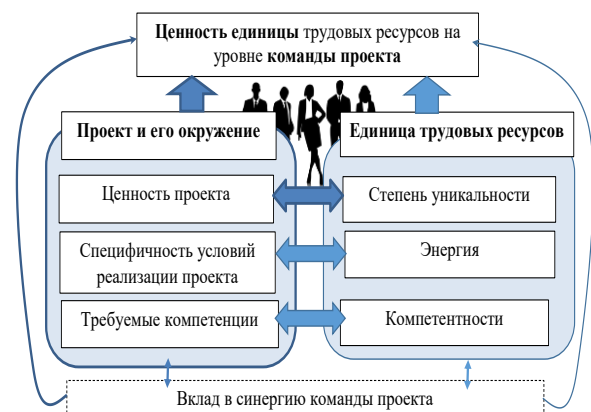 Ценность единицы трудовых ресурсов на
уровне команды проекта
Проект и его окружение
Единица трудовых ресурсов
Ценность проекта
Степень уникальности
Специфичность условий
реализации проекта
Энергия
Требуемые компетенции
Компетентности
Вклад в синергию команды проекта